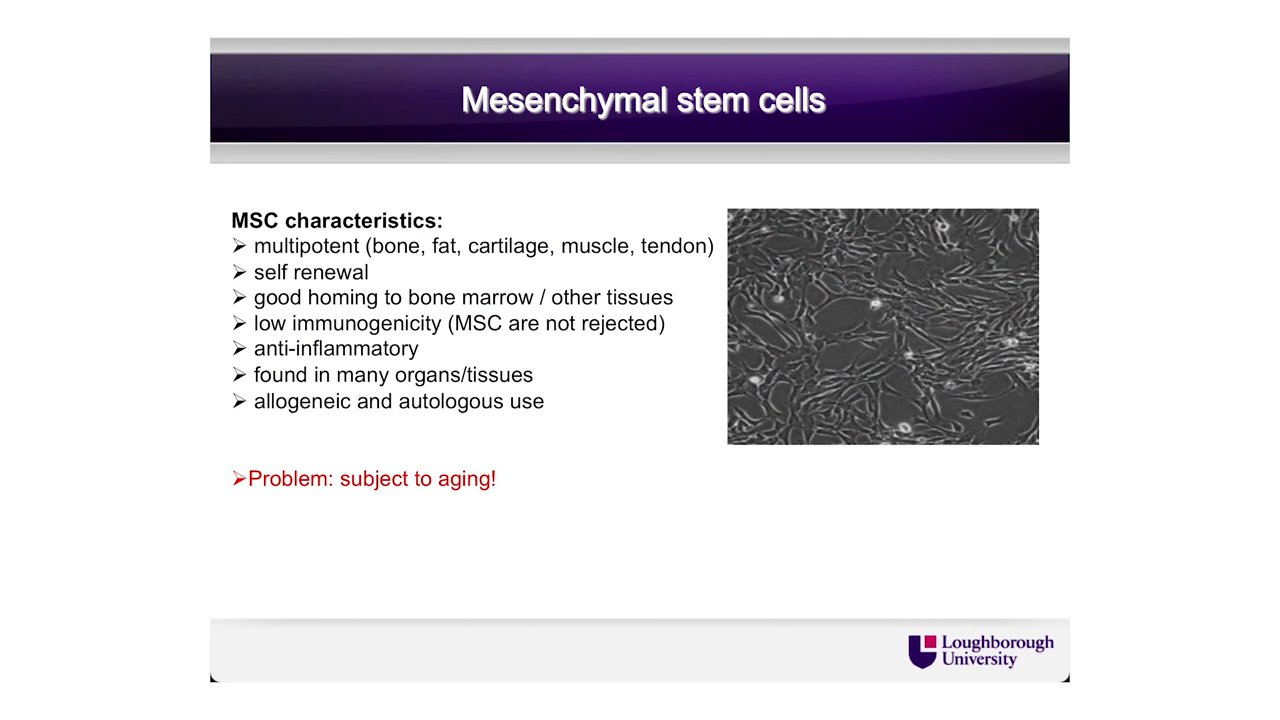 Mesenchymal stem cells
MSC characteristics:
➢ multipotent (bone, fat, cartilage, muscle, tendon)
➢ self renewal
➢ good homing to bone marrow / other tissues
➢ low immunogenicity (MSC are not rejected)
➢ anti-inflammatory
➢ found in many organs/tissues
➢ allogeneic and autologous use
➢Problem: subject to aging!
Loughborough
University